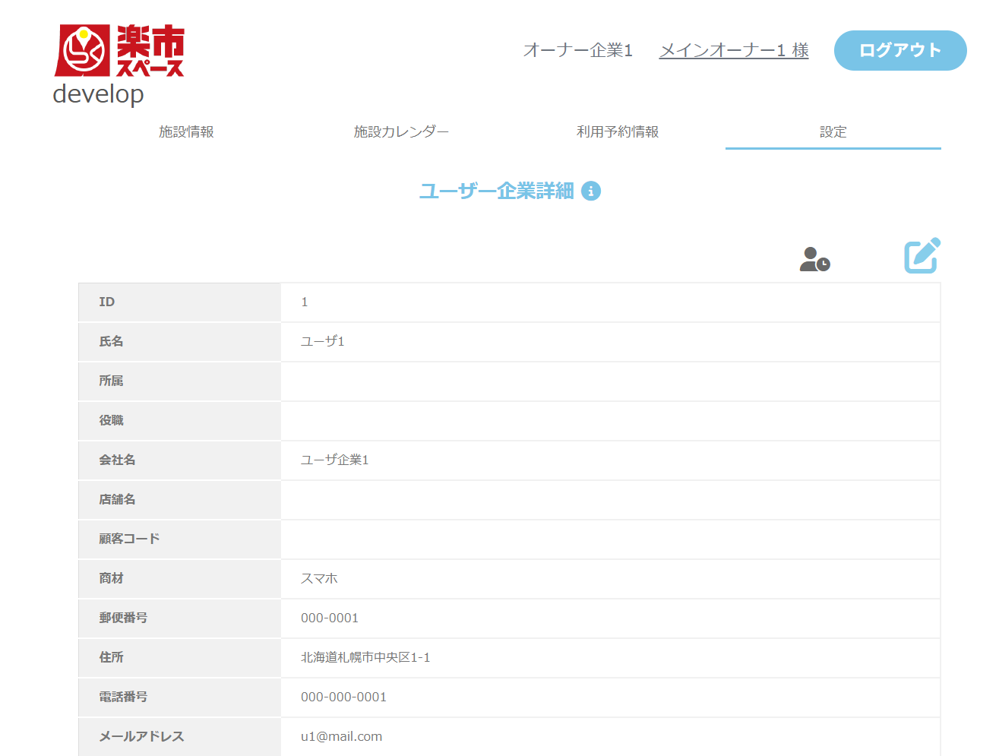 楽市
スペース
develop
オーナー企業1 メインオーナー1 様 ログアウト
施設情報 施設カレンダー 利用予約情報 設定
ユーザー企業詳細
ID 1
氏名 ユーザ1
所属
役職
会社名 ユーザ企業1
店舗名
顧客コード
商材 スマホ
郵便番号 000-0001
住所 北海道札幌市中央区1-1
電話番号 000-000-0001
メールアドレス u1@mail.com